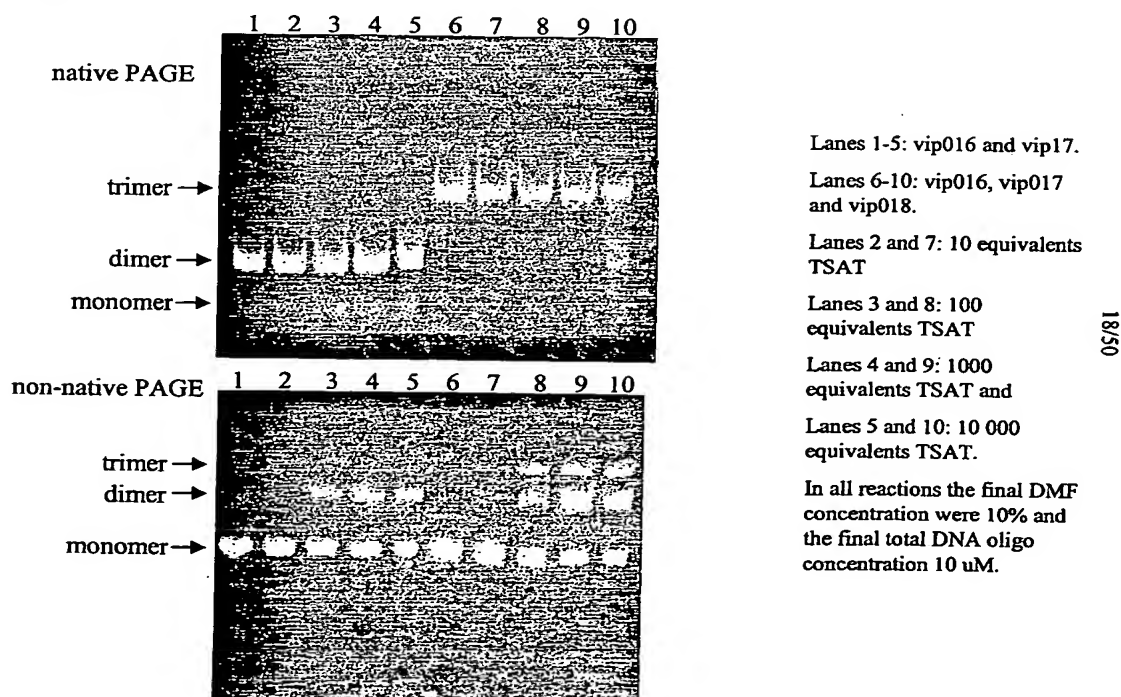 1 2 3 4 5 6 7 8 9 10
native PAGE
trimer
dimer
monomer
non-native PAGE
1 2 3 4 5 6 7 8 9 10
trimer
dimer
monomer
Lanes 1-5: vip016 and vip17.
Lanes 6-10: vip016, vip017
and vip018.
Lanes 2 and 7: 10 equivalents
TSAT
Lanes 3 and 8: 100
equivalents TSAT
Lanes 4 and 9: 1000
equivalents TSAT and
Lanes 5 and 10: 10 000
equivalents TSAT.
In all reactions the final DMF
concentration were 10% and
the final total DNA oligo
concentration 10 uM.
18/50